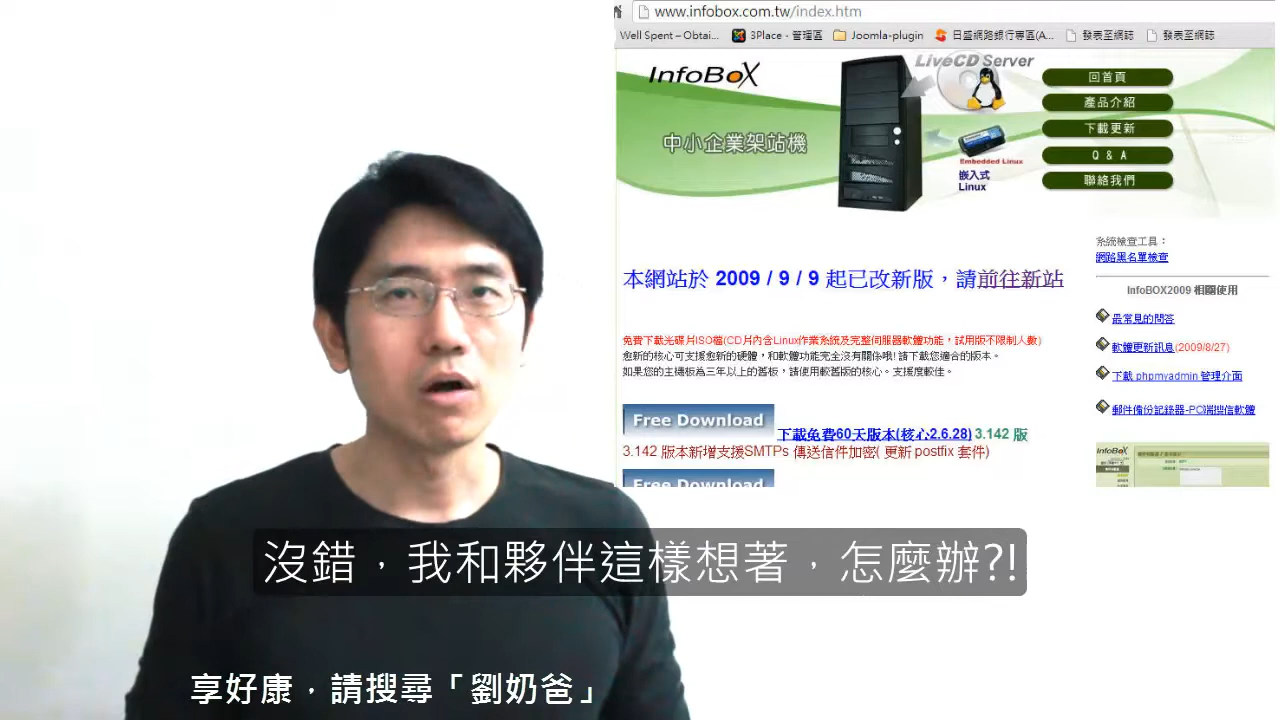 www.infobox.com.tw/index.htm
Well Spent – Obtai...
3Place - 管理區
Joomla-plugin
日盛網路銀行專區(A...
發表至網誌
發表至網誌
InfoBoX
中小企業架站機
LiveCD Server
Embedded Linux
嵌入式
Linux
回首頁
產品介紹
下載更新
Q & A
聯絡我們
本網站於 2009 / 9 / 9 起已改新版，請前往新站
免費下載光碟片ISO檔(CD片內含Linux作業系統及完整伺服器軟體功能，試用版不限制人數)
愈新的核心可支援愈新的硬體，和軟體功能完全沒有關係哦! 請下載您適合的版本。
如果您的主機板為三年以上的舊板，請使用較舊版的核心。支援度較佳。
Free Download
下載免費60天版本(核心2.6.28) 3.142 版
3.142 版本新增支援SMTPs 傳送信件加密( 更新 postfix 套件)
Free Download
系統檢查工具：
網路黑名單檢查
InfoBOX2009 相關使用
最常見的問答
軟體更新訊息(2009/8/27)
下載 phpmyadmin 管理介面
郵件備份記錄器-PC端搜信軟體
InfoBoX
沒錯，我和夥伴這樣想著，怎麼辦?!
享好康，請搜尋「劉奶爸」